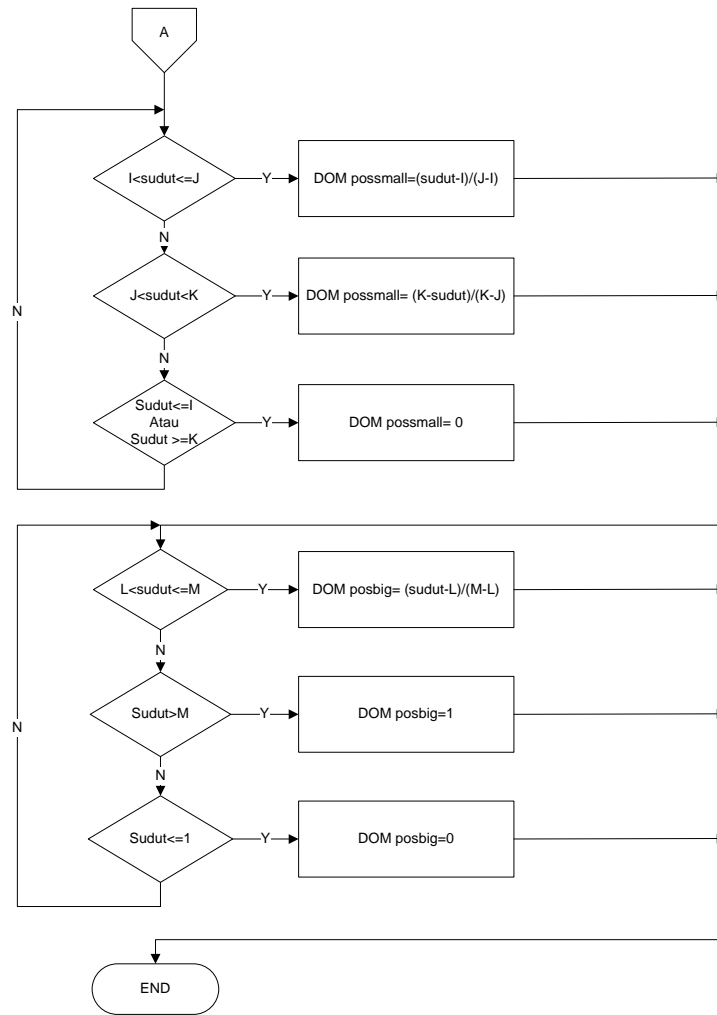 A
I<sudut<=J
Y
DOM possmall=(sudut-I)/(J-I)
N
J<sudut<K
Y
DOM possmall= (K-sudut)/(K-J)
N
N
Sudut<=I
Atau
Sudut >=K
Y
DOM possmall= 0
L<sudut<=M
Y
DOM posbig= (sudut-L)/(M-L)
N
Sudut>M
Y
DOM posbig=1
N
N
Sudut<=1
Y
DOM posbig=0
END